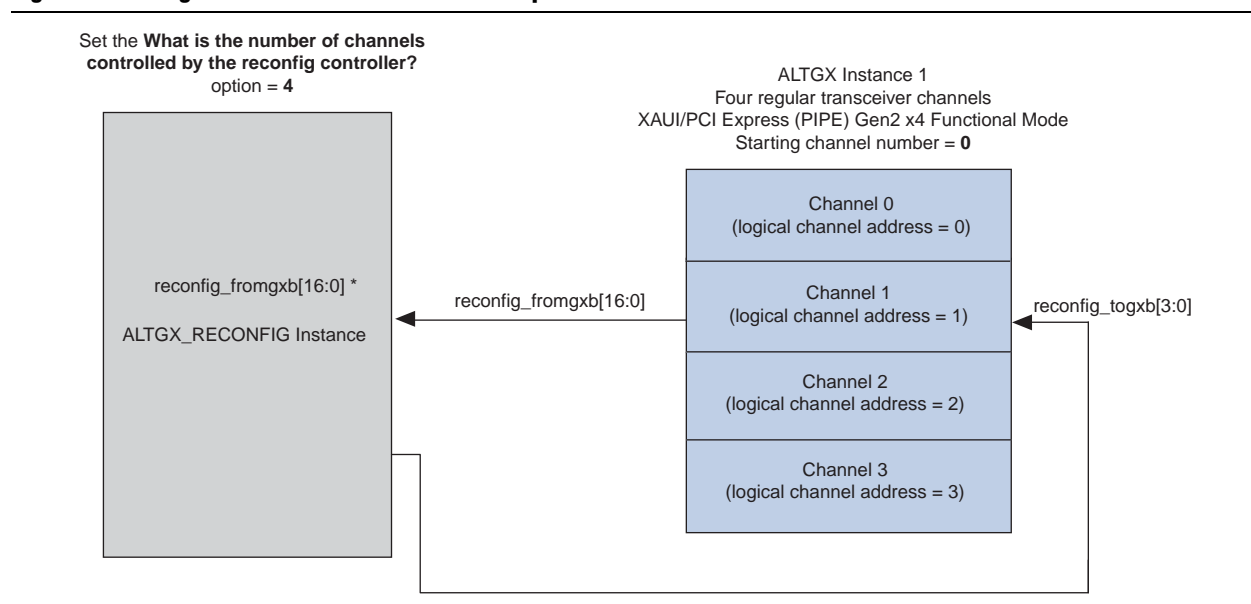 Set the What is the number of channels
controlled by the reconfig controller?
option = 4
reconfig_fromgxb[16:0] *
ALTGX_RECONFIG Instance
reconfig_fromgxb[16:0]
ALTGX Instance 1
Four regular transceiver channels
XAUI/PCI Express (PIPE) Gen2 x4 Functional Mode
Starting channel number = 0
Channel 0
(logical channel address = 0)
Channel 1
(logical channel address = 1)
Channel 2
(logical channel address = 2)
Channel 3
(logical channel address = 3)
reconfig_togxb[3:0]